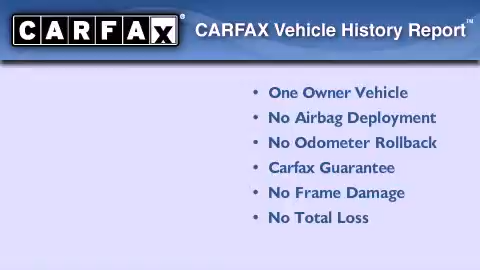 CARFAX® CARFAX Vehicle History Report™
• One Owner Vehicle
• No Airbag Deployment
• No Odometer Rollback
• Carfax Guarantee
• No Frame Damage
• No Total Loss